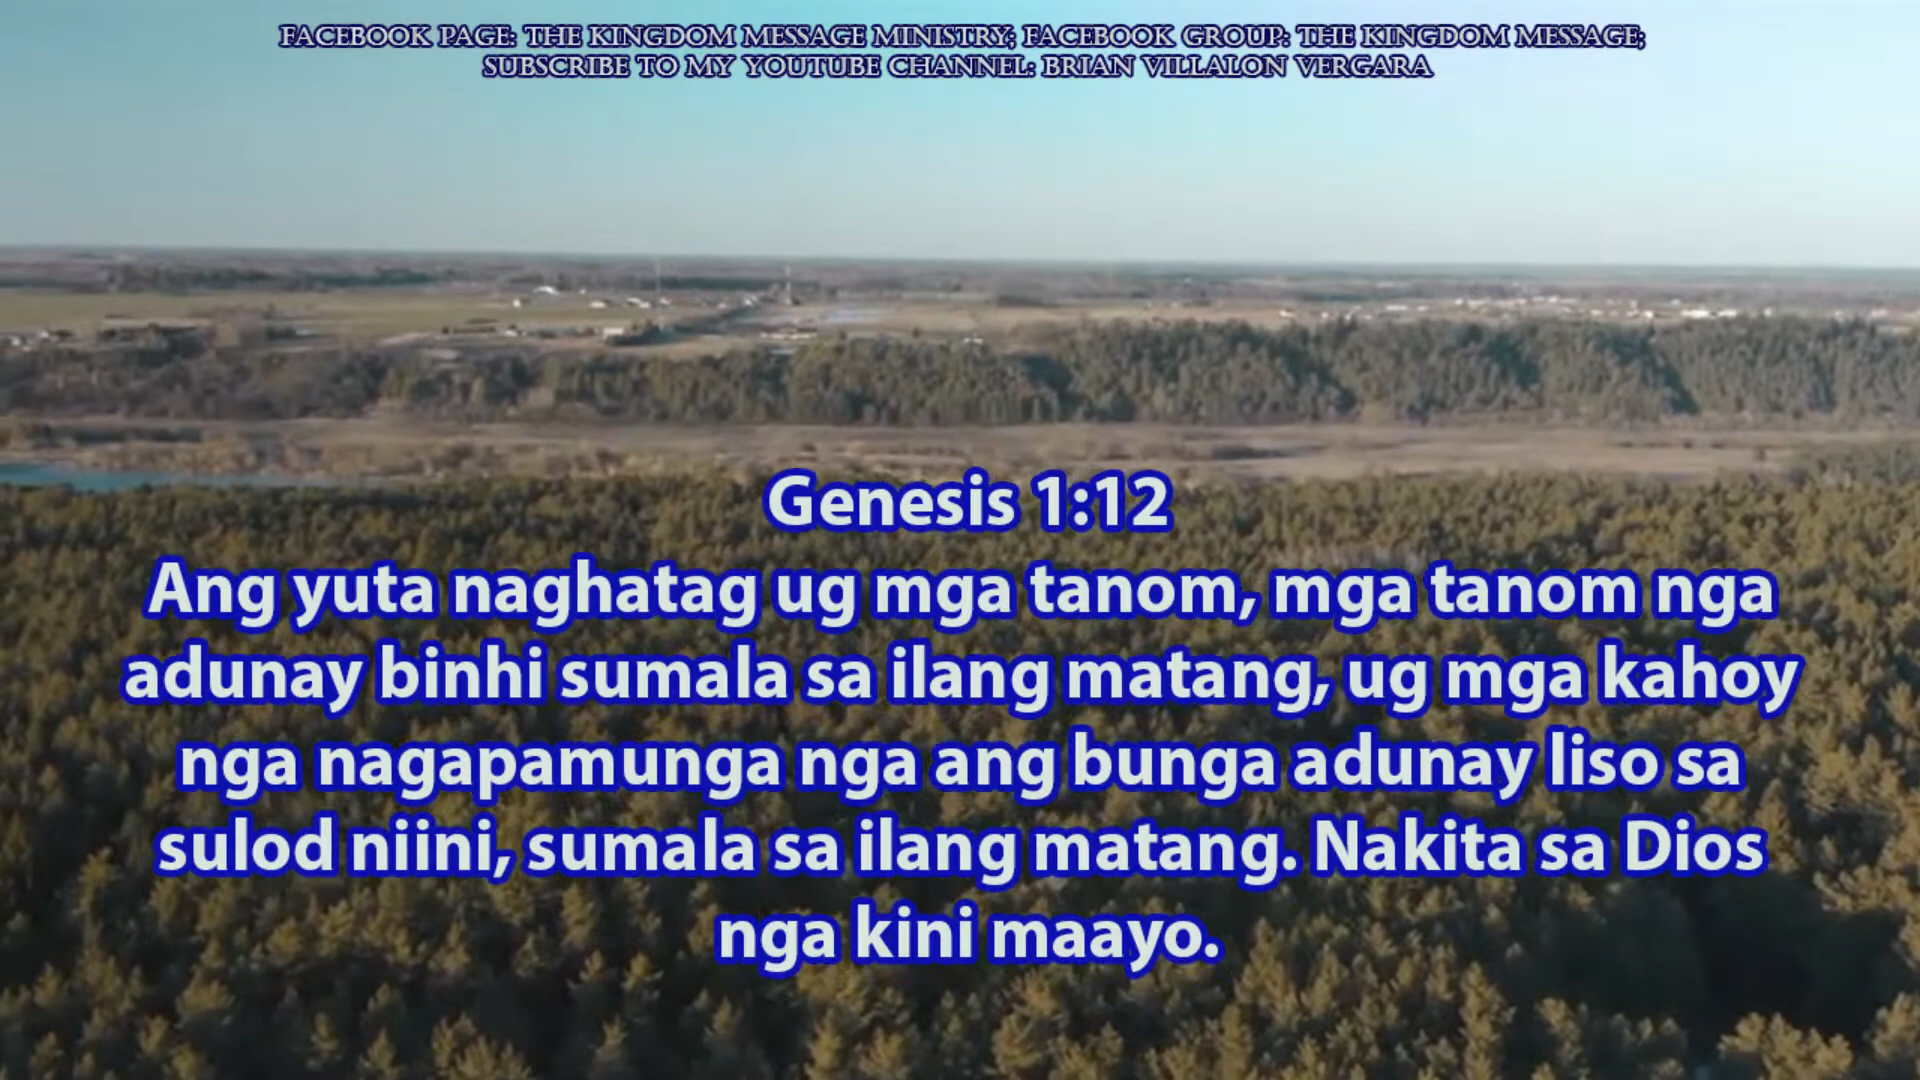 FACEBOOK PAGE: THE KINGDOM MESSAGE MINISTRY; FACEBOOK GROUP: THE KINGDOM MESSAGE;
SUBSCRIBE TO MY YOUTUBE CHANNEL: BRIAN VILLALON VERGARA
Genesis 1:12
Ang yuta naghatag ug mga tanom, mga tanom nga
adunay binhi sumala sa ilang matang, ug mga kahoy
nga nagapamunga nga ang bunga adunay liso sa
sulod niini, sumala sa ilang matang. Nakita sa Dios
nga kini maayo.